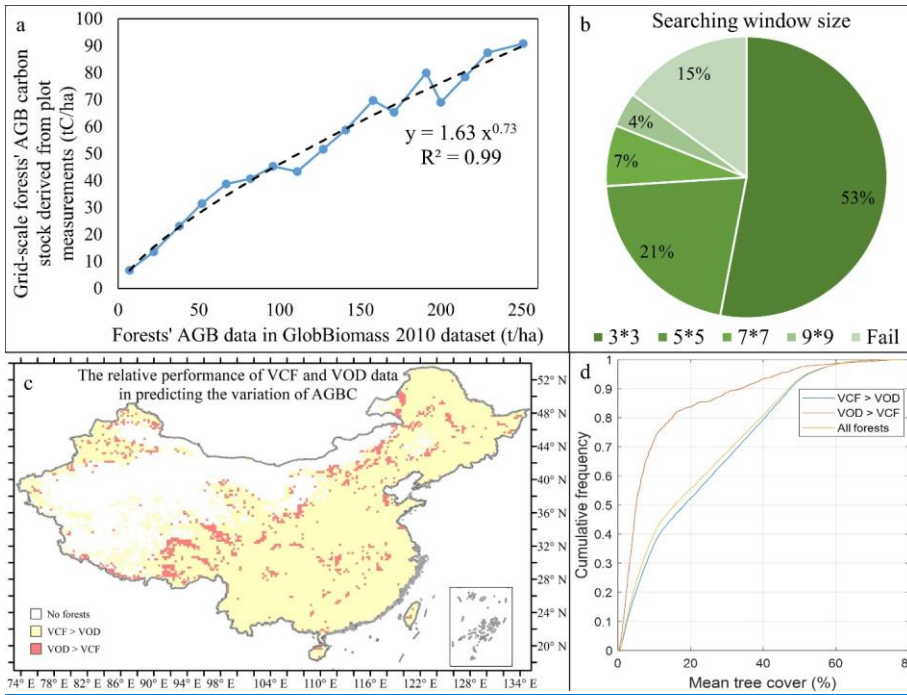 a
Grid-scale forests' AGB carbon
stock derived from plot
measurements (tC/ha)
100
90
80
70
60
50
40
30
20
10
0
y = 1.63 x^0.73
R² = 0.99
0 50 100 150 200 250
Forests' AGB data in GlobBiomass 2010 dataset (t/ha)
b
Searching window size
15%
4%
7%
21%
53%
3*3 5*5 7*7 9*9 Fail
c
The relative performance of VCF and VOD data
in predicting the variation of AGBC
52° N
48° N
44° N
40° N
36° N
32° N
28° N
24° N
20° N
No forests
VCF > VOD
VOD > VCF
74° E 80° E 86° E 92° E 98° E 104° E 110° E 116° E 122° E 128° E 134° E
d
Cumulative frequency
1
0.9
0.8
0.7
0.6
0.5
0.4
0.3
0.2
0.1
0
VCF > VOD
VOD > VCF
All forests
0 20 40 60 80
Mean tree cover (%)